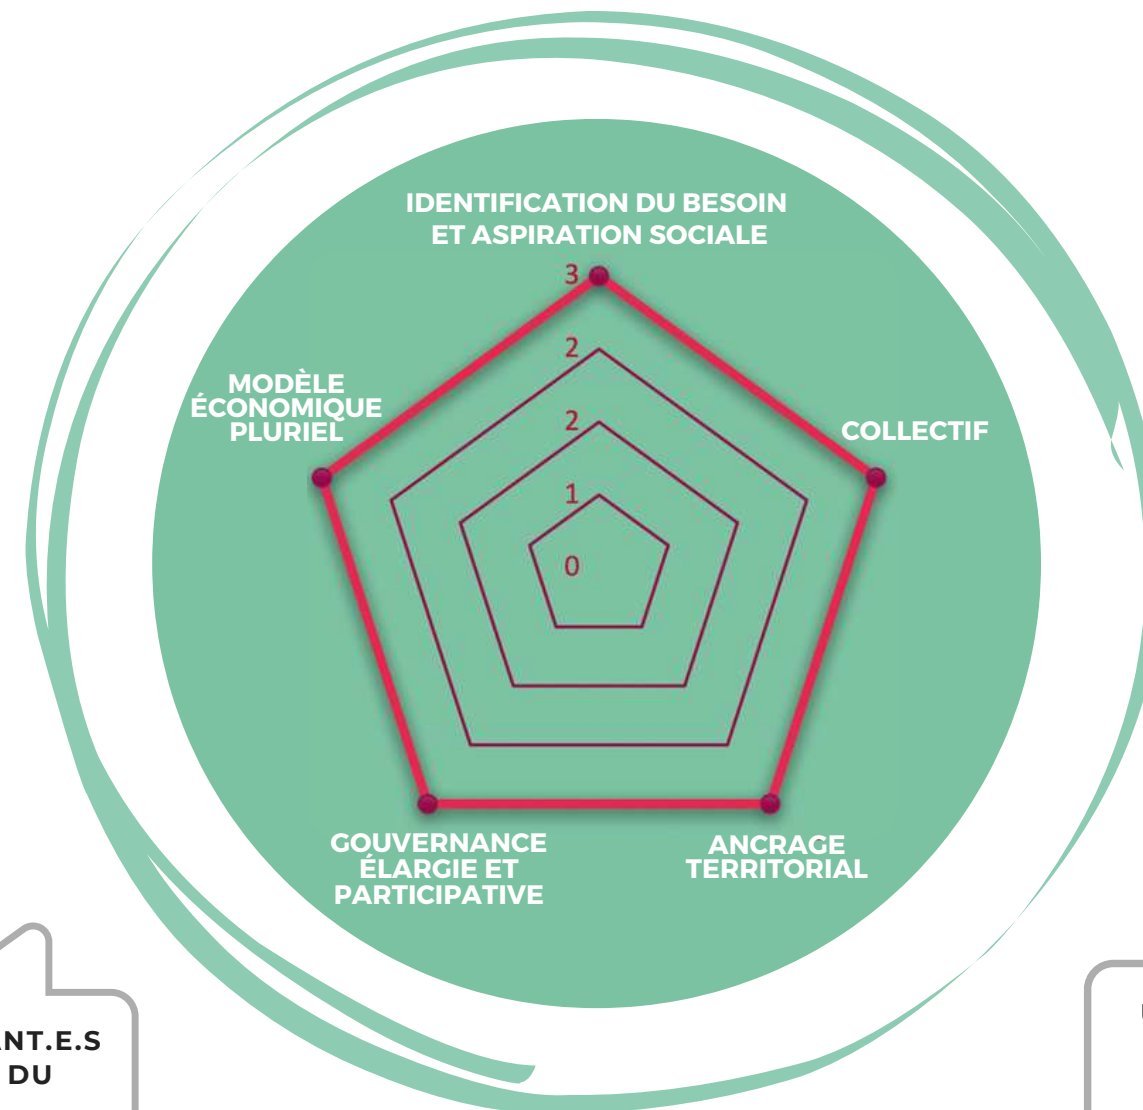 IDENTIFICATION DU BESOIN
ET ASPIRATION SOCIALE
3
2
MODÈLE
ÉCONOMIQUE
PLURIEL
2
COLLECTIF
1
0
GOUVERNANCE
ÉLARGIE ET
PARTICIPATIVE
ANCRAGE
TERRITORIAL
ANT.E.S
DU